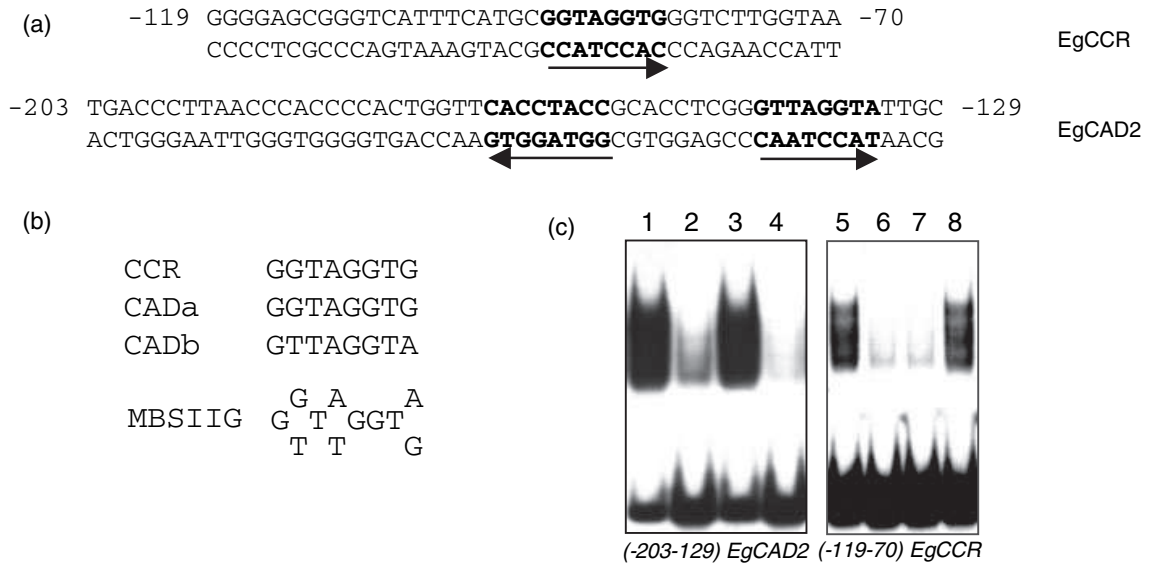 (a)
-119 GGGGAGCGGGTCATTTCATGCGGTAGGTGGGTCTTGGTAA -70
CCCCTCGCCCAGTAAAGTACGCCATCCACCCAGAACCATT
EgCCR
-203 TGACCCTTAACCCACCCCACTGGTTCACCTACCGCACCTCGGGTTAGGTATTGC -129
ACTGGGAATTGGGTGGGGTGACCAAGTGGATGGCGTGGAGCCCAATCCATAACG
EgCAD2
(b)
CCR GGTAGGTG
CADa GGTAGGTG
CADb GTTAGGTA
G A A
MBSIIG G T GGT
T T G
(c)
1 2 3 4 5 6 7 8
(-203-129) EgCAD2 (-119-70) EgCCR